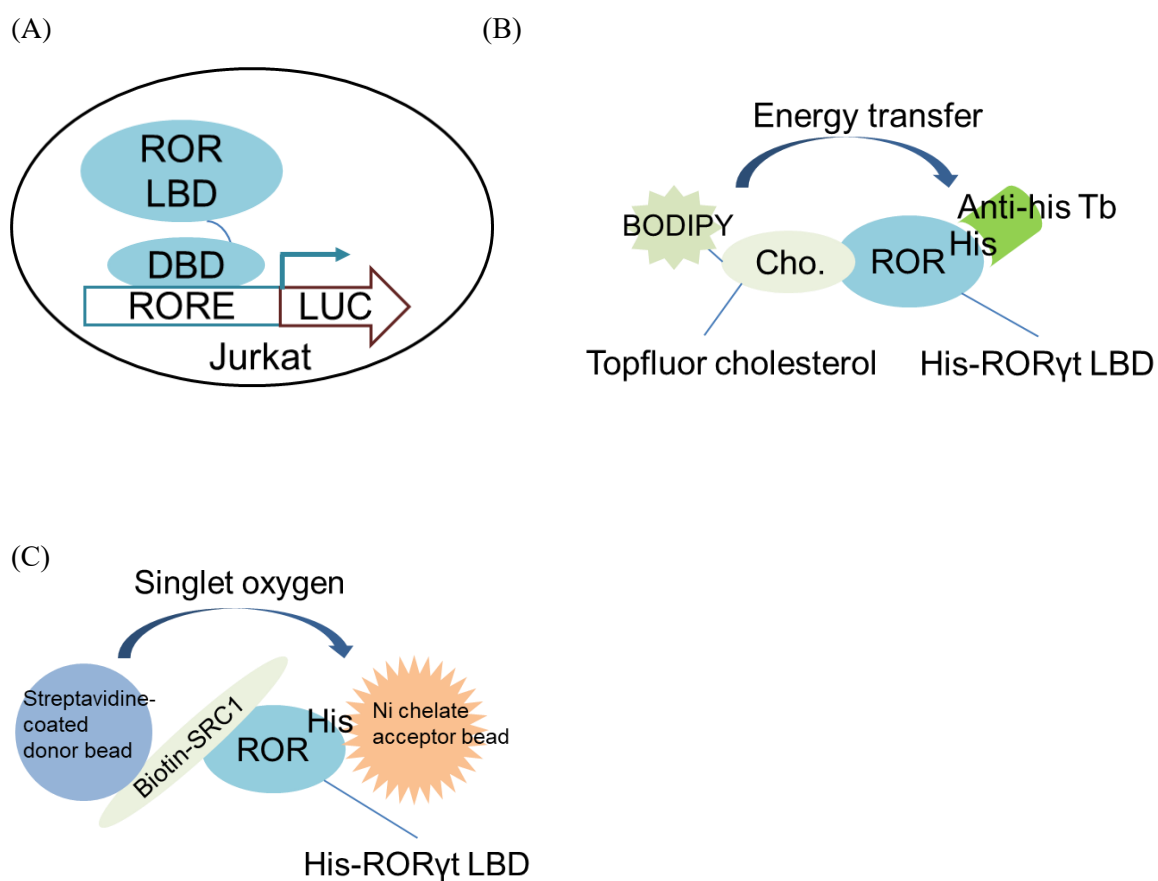 (A)
ROR
LBD
DBD
RORE
LUC
Jurkat
(B)
Energy transfer
BODIPY
Cho.
ROR
Anti-his Tb
His
Topfluor cholesterol
His-RORγt LBD
(C)
Singlet oxygen
Streptavidine-
coated
donor bead
Biotin-SRC1
ROR
His
Ni chelate
acceptor bead
His-RORγt LBD